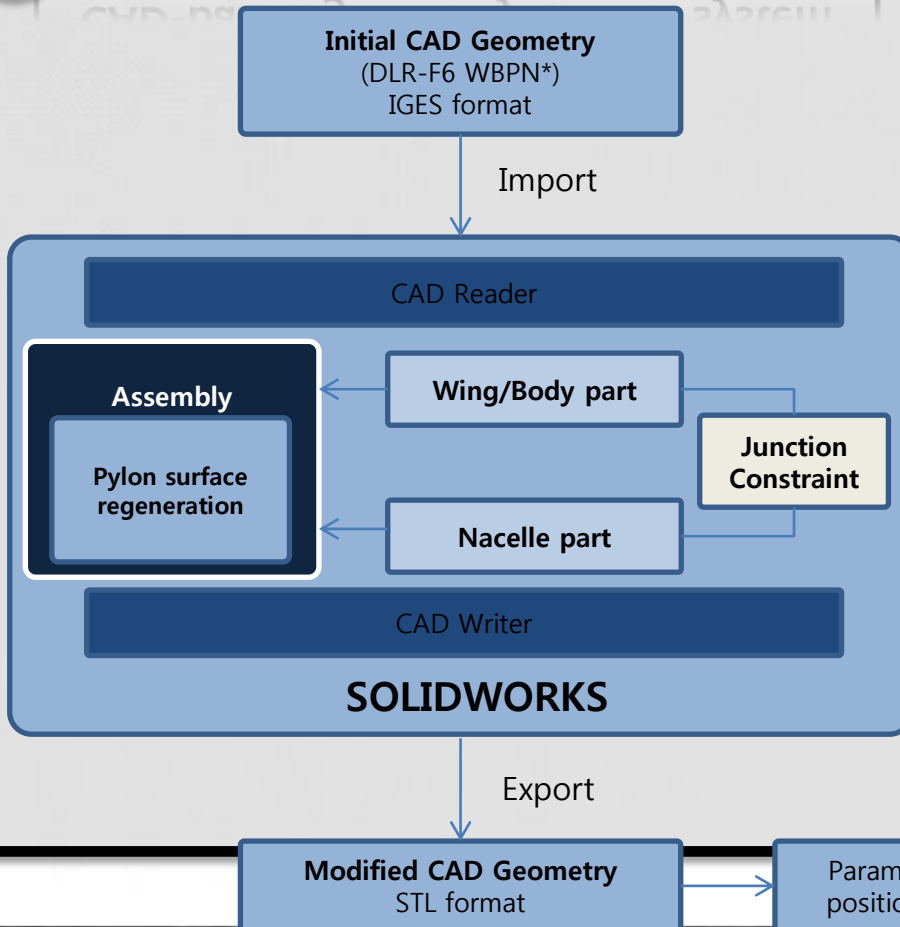 Initial CAD Geometry
(DLR-F6 WBPN*)
IGES format
Import
CAD Reader
Assembly
Pylon surface
regeneration
Wing/Body part
Junction
Constraint
Nacelle part
CAD Writer
SOLIDWORKS
Export
Modified CAD Geometry
STL format